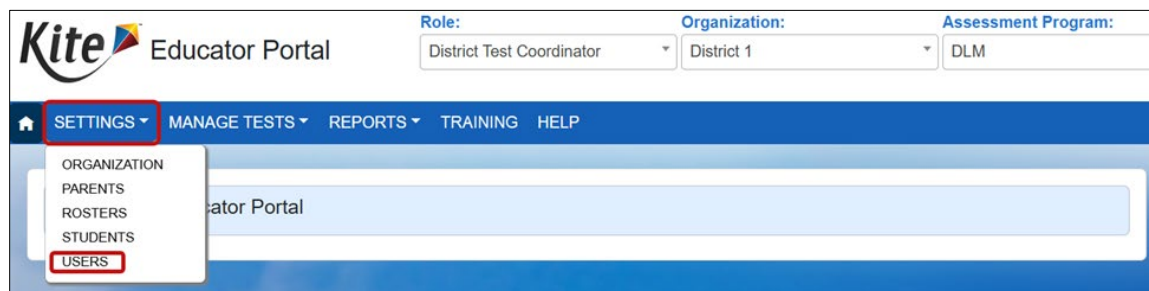 Kite Educator Portal
Role:
District Test Coordinator
Organization:
District 1
Assessment Program:
DLM
SETTINGS MANAGE TESTS REPORTS TRAINING HELP
ORGANIZATION
PARENTS
ROSTERS
STUDENTS
USERS
Portal